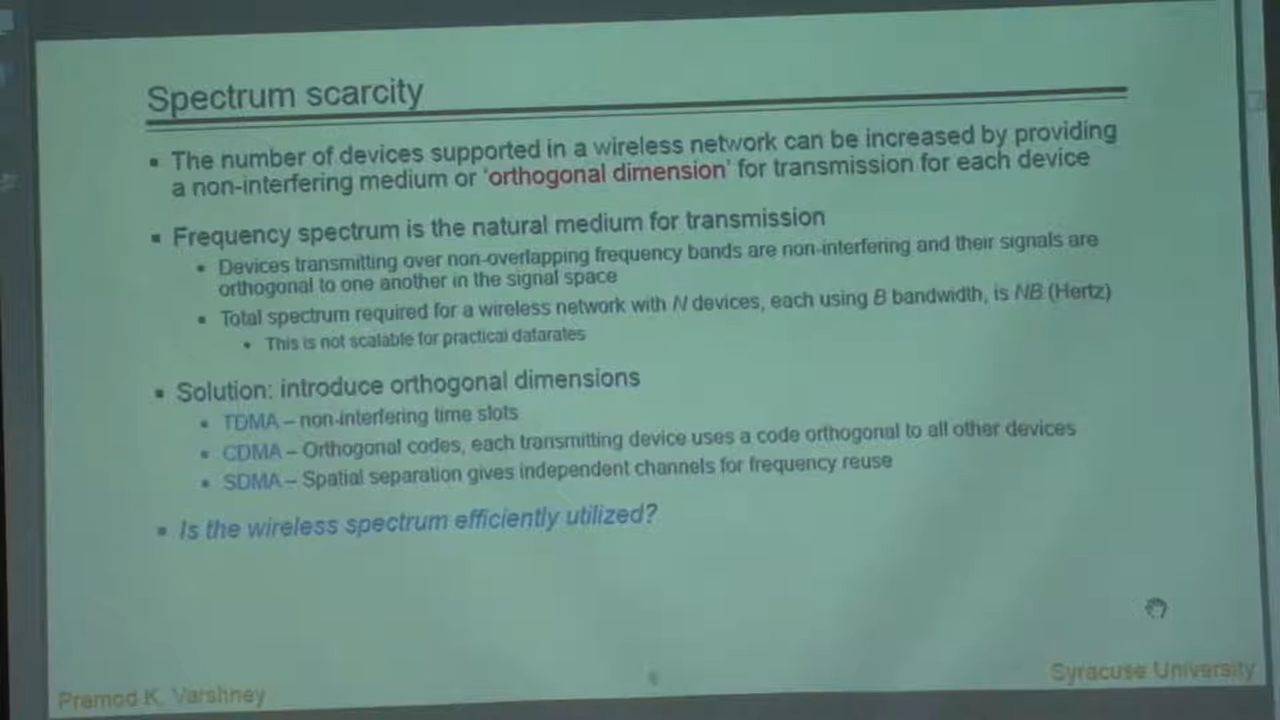 Spectrum scarcity
▪ The number of devices supported in a wireless network can be increased by providing
a non-interfering medium or 'orthogonal dimension' for transmission for each device
▪ Frequency spectrum is the natural medium for transmission
• Devices transmitting over non-overlapping frequency bands are non-interfering and their signals are
orthogonal to one another in the signal space
• Total spectrum required for a wireless network with N devices, each using B bandwidth, is NB (Hertz)
• This is not scalable for practical datarates
▪ Solution: introduce orthogonal dimensions
• TDMA – non-interfering time slots
• CDMA – Orthogonal codes, each transmitting device uses a code orthogonal to all other devices
• SDMA – Spatial separation gives independent channels for frequency reuse
▪ Is the wireless spectrum efficiently utilized?
Pramod K. Varshney
Syracuse University